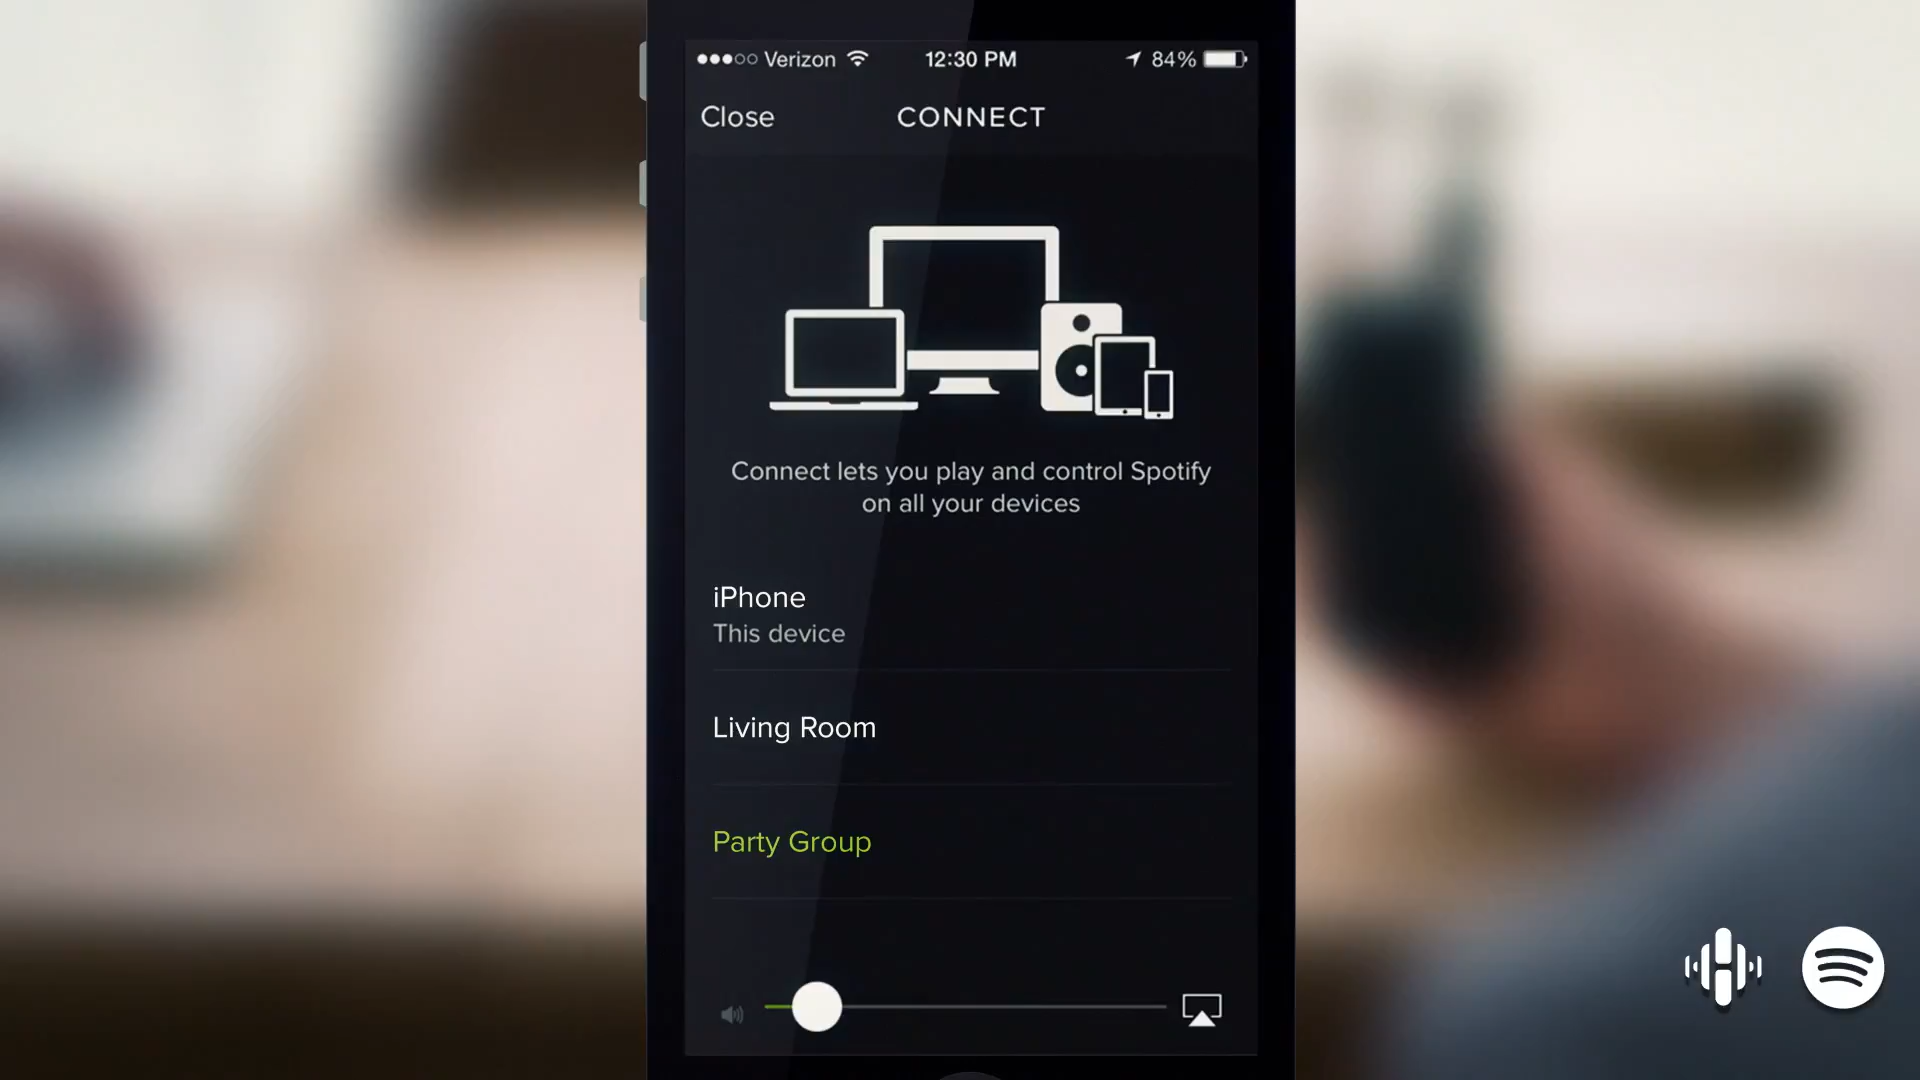 Verizon 12:30 PM 84%
Close CONNECT
Connect lets you play and control Spotify
on all your devices
iPhone
This device
Living Room
Party Group